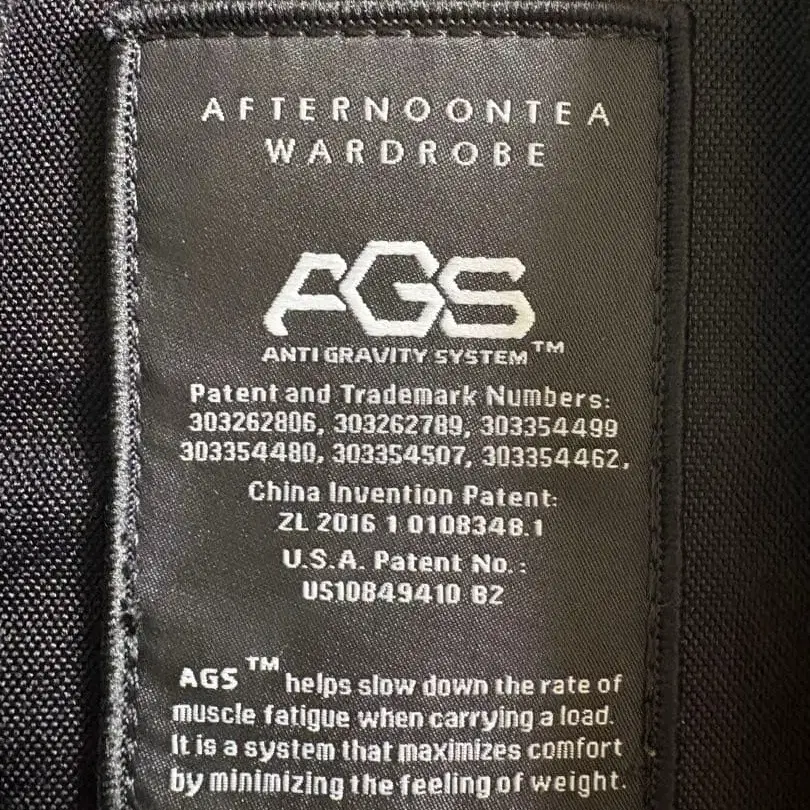 AFTERNOONTEA
WARDROBE
AGS
ANTI GRAVITY SYSTEM™
Patent and Trademark Numbers:
303262806, 303262789, 303354499
303354480, 303354507, 303354462,
China Invention Patent:
ZL 2016 1 0108348.1
U.S.A. Patent No.:
US10849410 B2
AGS™ helps slow down the rate of
muscle fatigue when carrying a load.
It is a system that maximizes comfort
by minimizing the feeling of weight.